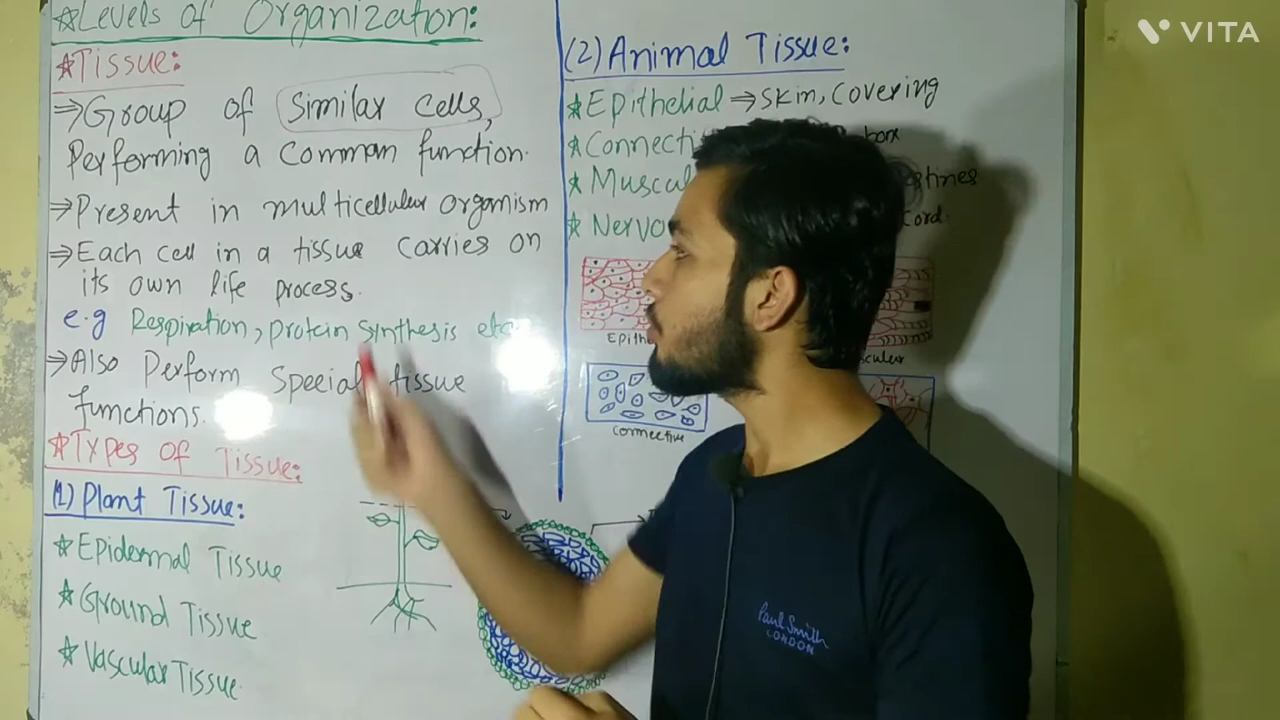 *Levels of Organization:
*Tissue:
⇒Group of Similar cells,
Performing a Common function.
⇒Present in multicellular organism
⇒Each cell in a tissue carries on
its own life process.
e.g Respiration, protein synthesis etc
⇒Also Perform Special tissue
functions.
*Types of Tissue:
(1) Plant Tissue:
*Epidermal Tissue
*Ground Tissue
*Vascular Tissue
(2) Animal Tissue:
*Epithelial ⇒ Skin, Covering
*Connecti
*Muscul
*Nervo
Cord.
Epith
cular
Connective
Paul Smith
LONDON
VITA